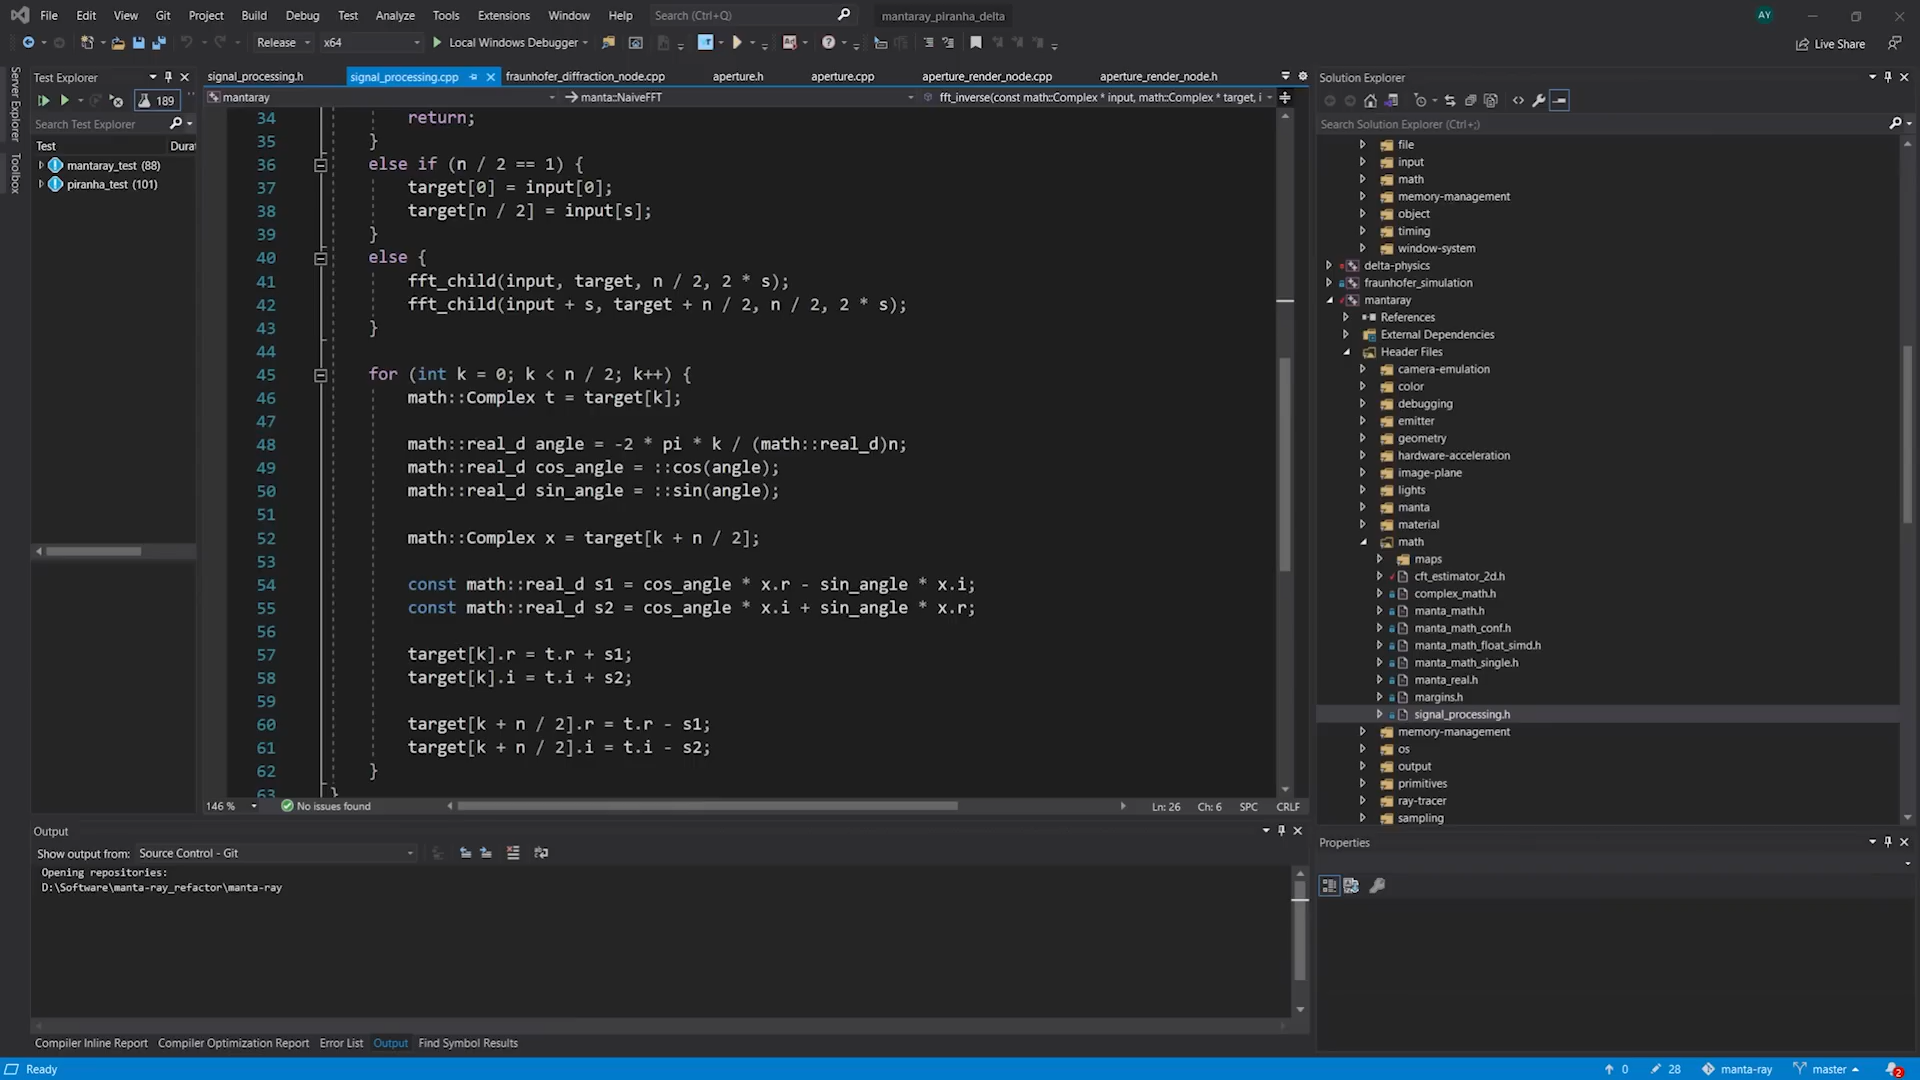 File Edit View Git Project Build Debug Test Analyze Tools Extensions Window Help Search (Ctrl+Q) mantaray_piranha_delta AY
Release x64 Local Windows Debugger Live Share
Server Explorer
Toolbox
Test Explorer
189
Search Test Explorer
Test Durat
mantaray_test (88)
piranha_test (101)
signal_processing.h signal_processing.cpp fraunhofer_diffraction_node.cpp aperture.h aperture.cpp aperture_render_node.cpp aperture_render_node.h
mantaray manta::NaiveFFT fft_inverse(const math::Complex * input, math::Complex * target, i
34 return;
35 }
36 else if (n / 2 == 1) {
37 target[0] = input[0];
38 target[n / 2] = input[s];
39 }
40 else {
41 fft_child(input, target, n / 2, 2 * s);
42 fft_child(input + s, target + n / 2, n / 2, 2 * s);
43 }
44
45 for (int k = 0; k < n / 2; k++) {
46 math::Complex t = target[k];
47
48 math::real_d angle = -2 * pi * k / (math::real_d)n;
49 math::real_d cos_angle = ::cos(angle);
50 math::real_d sin_angle = ::sin(angle);
51
52 math::Complex x = target[k + n / 2];
53
54 const math::real_d s1 = cos_angle * x.r - sin_angle * x.i;
55 const math::real_d s2 = cos_angle * x.i + sin_angle * x.r;
56
57 target[k].r = t.r + s1;
58 target[k].i = t.i + s2;
59
60 target[k + n / 2].r = t.r - s1;
61 target[k + n / 2].i = t.i - s2;
62 }
63 }
146 % No issues found Ln: 26 Ch: 6 SPC CRLF
Output
Show output from: Source Control - Git
Opening repositories:
D:\Software\manta-ray_refactor\manta-ray
Compiler Inline Report Compiler Optimization Report Error List Output Find Symbol Results
Solution Explorer
Search Solution Explorer (Ctrl+;)
file
input
math
memory-management
object
timing
window-system
delta-physics
fraunhofer_simulation
mantaray
References
External Dependencies
Header Files
camera-emulation
color
debugging
emitter
geometry
hardware-acceleration
image-plane
lights
manta
material
math
maps
cft_estimator_2d.h
complex_math.h
manta_math.h
manta_math_conf.h
manta_math_float_simd.h
manta_math_single.h
manta_real.h
margins.h
signal_processing.h
memory-management
os
output
primitives
ray-tracer
sampling
Properties
Ready 0 28 manta-ray master 2